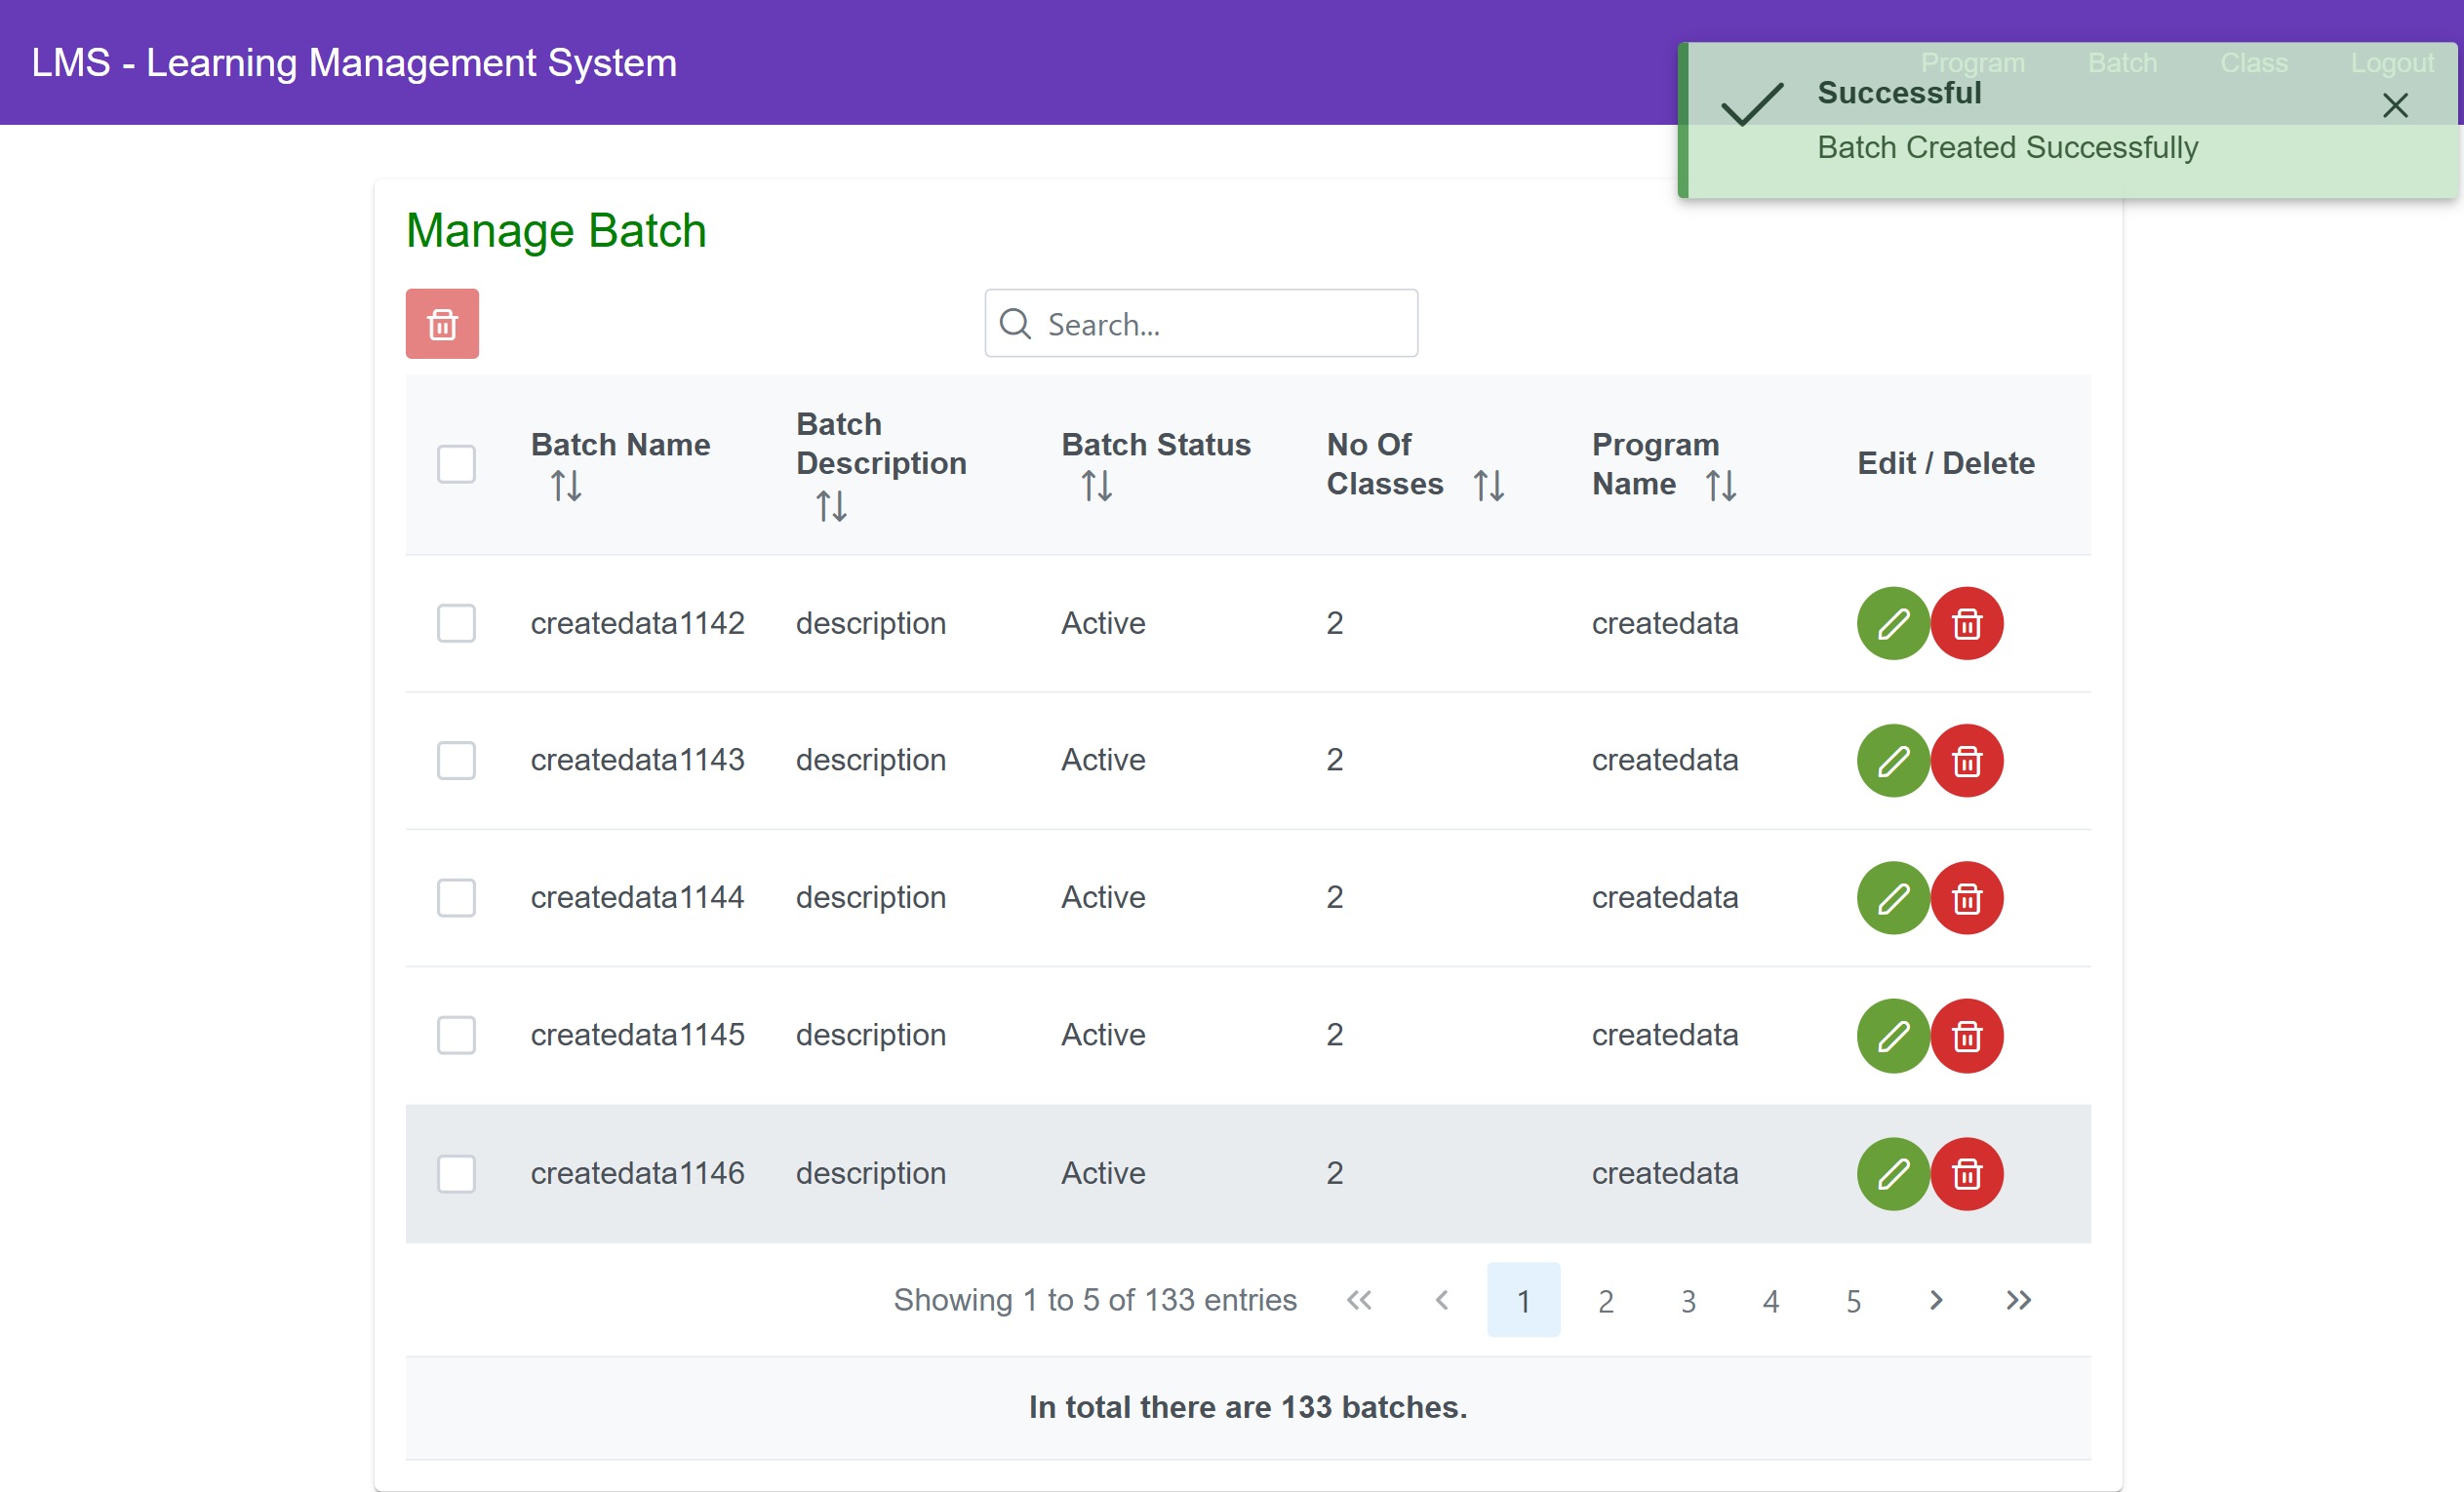 LMS - Learning Management System
Program Batch Class Logout
Successful
Batch Created Successfully
Manage Batch
Search...
Batch Name
Batch Description
Batch Status
No Of Classes
Program Name
Edit / Delete
createdata1142 description Active 2 createdata
createdata1143 description Active 2 createdata
createdata1144 description Active 2 createdata
createdata1145 description Active 2 createdata
createdata1146 description Active 2 createdata
Showing 1 to 5 of 133 entries << < 1 2 3 4 5 > >>
In total there are 133 batches.